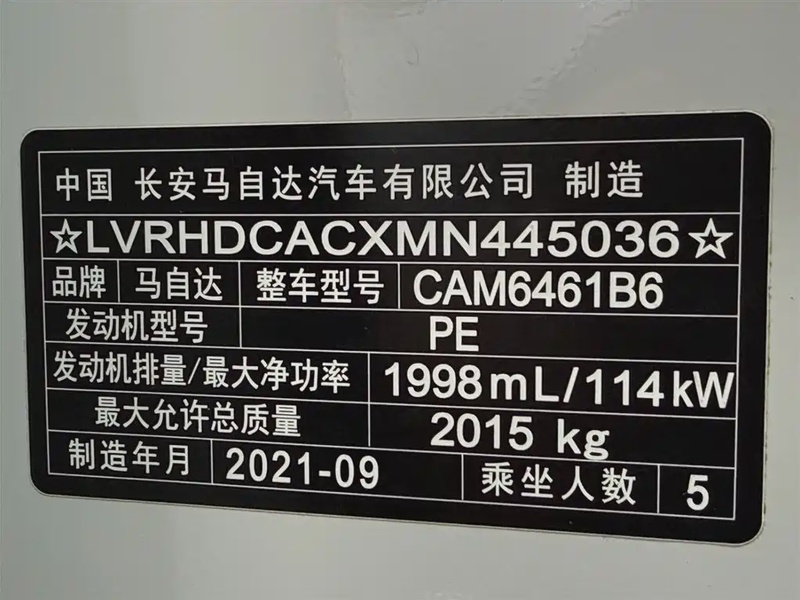 中国 长安马自达汽车有限公司 制造
☆LVRHDCACXMN445036☆
品牌 马自达 整车型号 CAM6461B6
发动机型号 PE
发动机排量/最大净功率 1998mL/114kW
最大允许总质量 2015 kg
制造年月 2021-09 乘坐人数 5